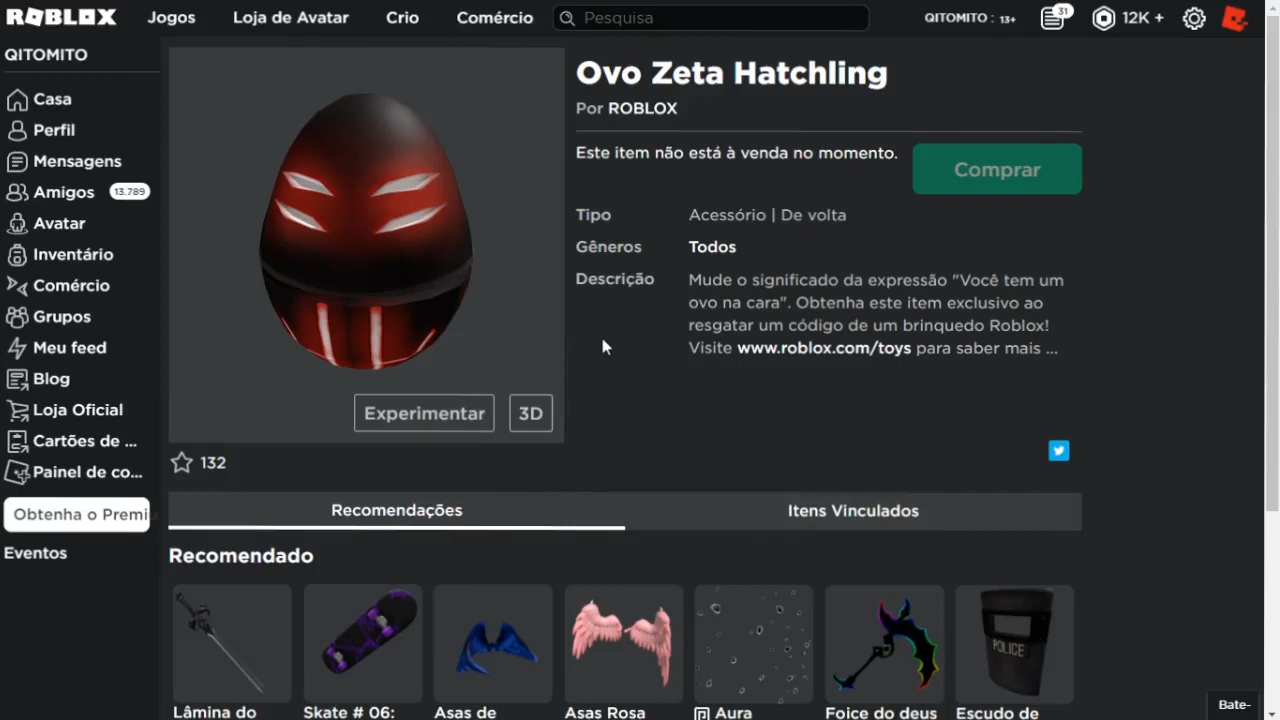 ROBLOX
Jogos
Loja de Avatar
Crio
Comércio
Pesquisa
QITOMITO : 13+
31
12K +
QITOMITO
Casa
Perfil
Mensagens
Amigos 13.789
Avatar
Inventário
Comércio
Grupos
Meu feed
Blog
Loja Oficial
Cartões de ...
Painel de co...
Obtenha o Premi
Eventos
Ovo Zeta Hatchling
Por ROBLOX
Este item não está à venda no momento.
Comprar
Tipo
Acessório | De volta
Gêneros
Todos
Descrição
Mude o significado da expressão "Você tem um
ovo na cara". Obtenha este item exclusivo ao
resgatar um código de um brinquedo Roblox!
Visite www.roblox.com/toys para saber mais ...
Experimentar
3D
132
Recomendações
Itens Vinculados
Recomendado
POLICE
Lâmina do
Skate # 06:
Asas de
Asas Rosa
Aura
Foice do deus
Escudo de
Bate-